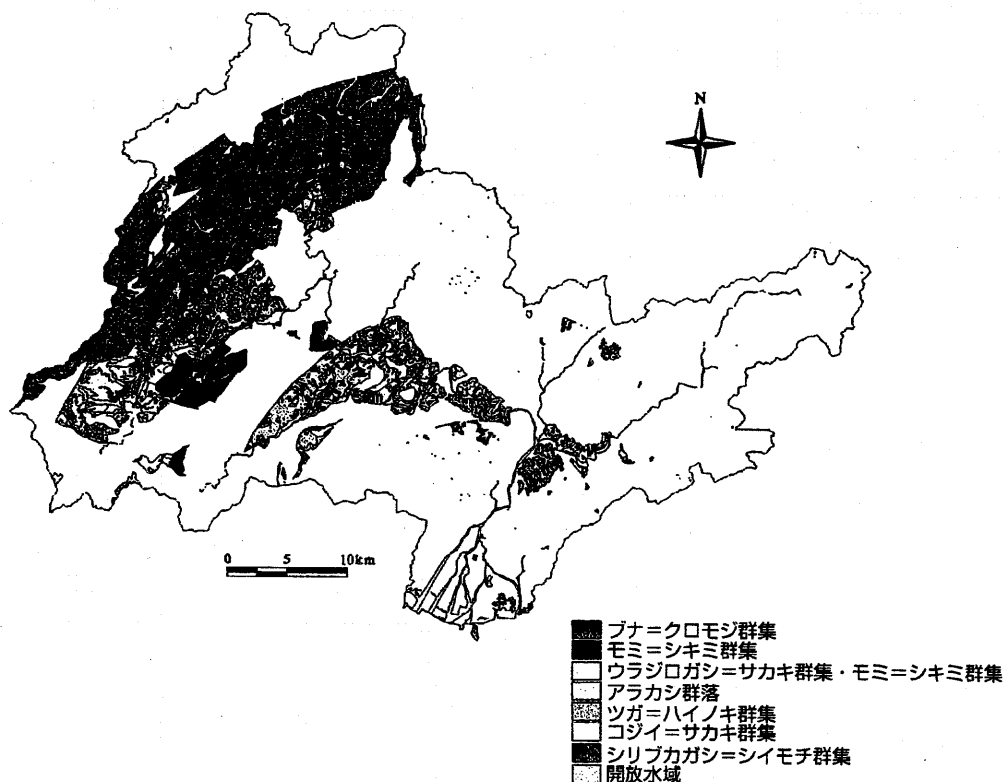 N
0 5 10km
ブナ=クロモジ群集
モミ=シキミ群集
ウラジロガシ=サカキ群集・モミ=シキミ群集
アラカシ群落
ツガ=ハイノキ群集
コジイ=サカキ群集
シリブカガシ=シイモチ群集
開放水域